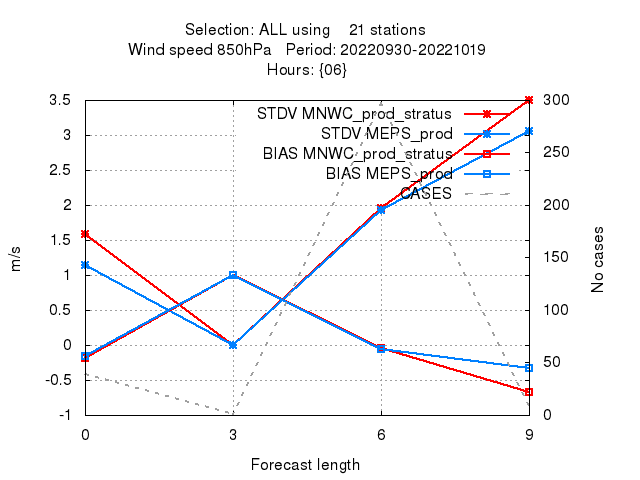 Selection: ALL using    21 stations
Wind speed 850hPa   Period: 20220930-20221019
Hours: {06}
STDV MNWC_prod_stratus
STDV MEPS_prod
BIAS MNWC_prod_stratus
BIAS MEPS_prod
CASES
3.5
3
2.5
2
1.5
1
0.5
0
-0.5
-1
m/s
300
250
200
150
100
50
0
No cases
0 3 6 9
Forecast length